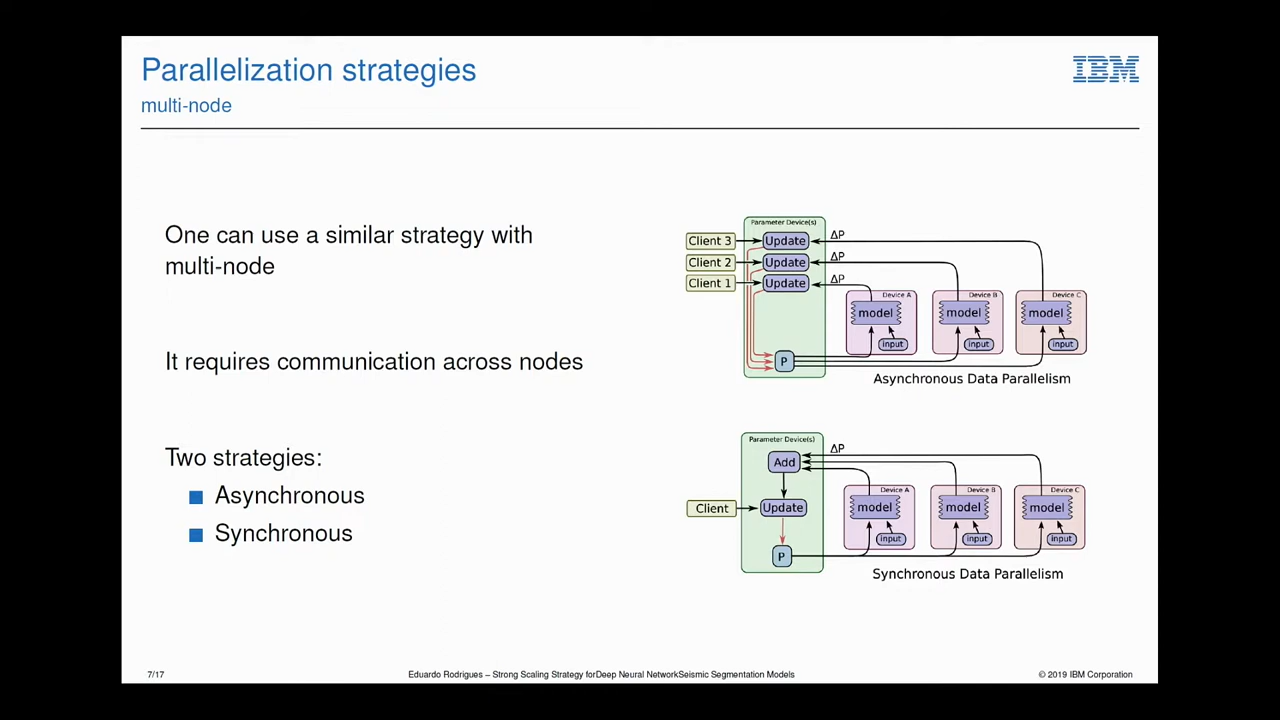 Parallelization strategies
IBM
multi-node
One can use a similar strategy with
multi-node
It requires communication across nodes
Two strategies:
Asynchronous
Synchronous
Parameter Device(s)
Client 3
Update
ΔP
Client 2
Update
ΔP
Client 1
Update
ΔP
Device A
Device B
Device C
model
model
model
input
input
input
P
Asynchronous Data Parallelism
Parameter Device(s)
Add
ΔP
Device A
Device B
Device C
Client
Update
model
model
model
input
input
input
P
Synchronous Data Parallelism
7/17
Eduardo Rodrigues – Strong Scaling Strategy forDeep Neural NetworkSeismic Segmentation Models
© 2019 IBM Corporation